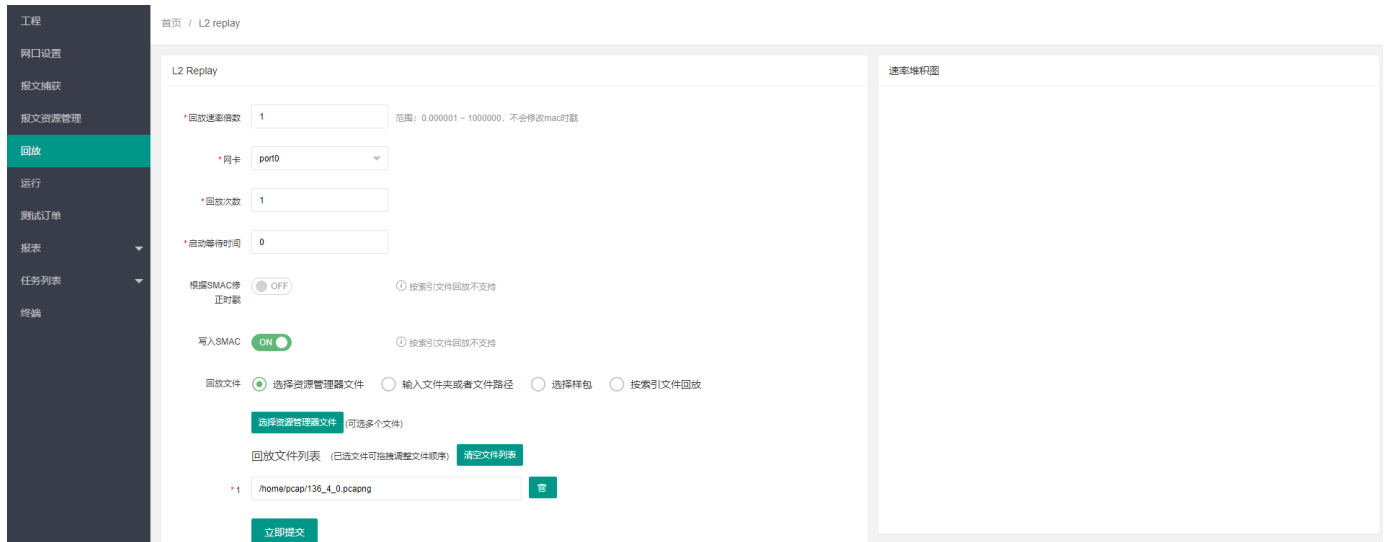 工程
网口设置
报文捕获
报文资源管理
回放
运行
测试订单
报表
任务列表
终端
首页 / L2 replay
L2 Replay
*回放速率倍数 1 范围：0.000001 ~ 1000000，不会修改mac时戳
*网卡 port0
*回放次数 1
*启动等待时间 0
根据SMAC修
正时戳
OFF 按索引文件回放不支持
写入SMAC ON 按索引文件回放不支持
回放文件 选择资源管理器文件 输入文件夹或者文件路径 选择样包 按索引文件回放
选择资源管理器文件 (可选多个文件)
回放文件列表 (已选文件可拖拽调整文件顺序) 清空文件列表
*1 /home/pcap/136_4_0.pcapng
立即提交
速率堆积图